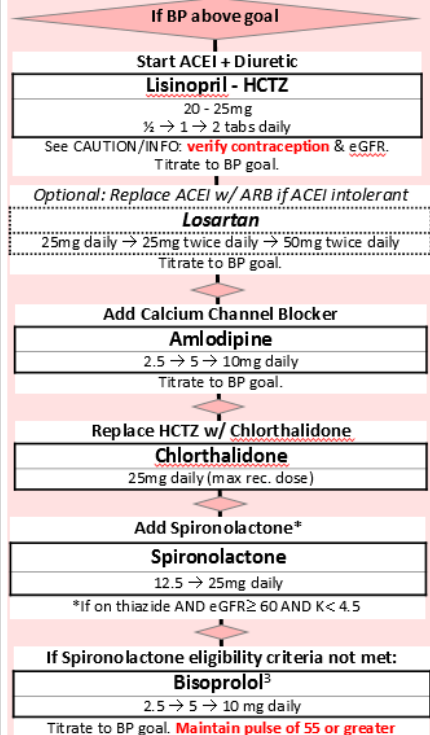 If BP above goal
Start ACEI + Diuretic
Lisinopril - HCTZ
20 - 25mg
½ → 1 → 2 tabs daily
See CAUTION/INFO: verify contraception & eGFR.
Titrate to BP goal.
Optional: Replace ACEI w/ ARB if ACEI intolerant
Losartan
25mg daily → 25mg twice daily → 50mg twice daily
Titrate to BP goal.
Add Calcium Channel Blocker
Amlodipine
2.5 → 5 → 10mg daily
Titrate to BP goal.
Replace HCTZ w/ Chlorthalidone
Chlorthalidone
25mg daily (max rec. dose)
Add Spironolactone*
Spironolactone
12.5 → 25mg daily
*If on thiazide AND eGFR≥ 60 AND K< 4.5
If Spironolactone eligibility criteria not met:
Bisoprolol³
2.5 → 5 → 10 mg daily
Titrate to BP goal. Maintain pulse of 55 or greater